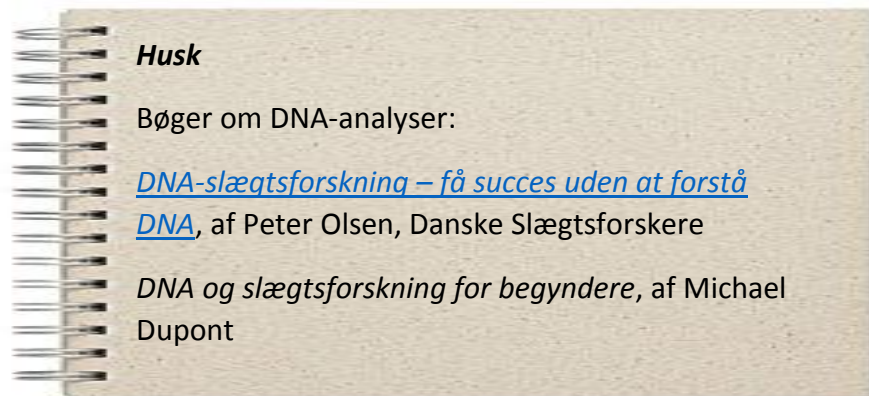 Husk
Bøger om DNA-analyser:
DNA-slægtsforskning – få succes uden at forstå
DNA, af Peter Olsen, Danske Slægtsforskere
DNA og slægtsforskning for begyndere, af Michael
Dupont